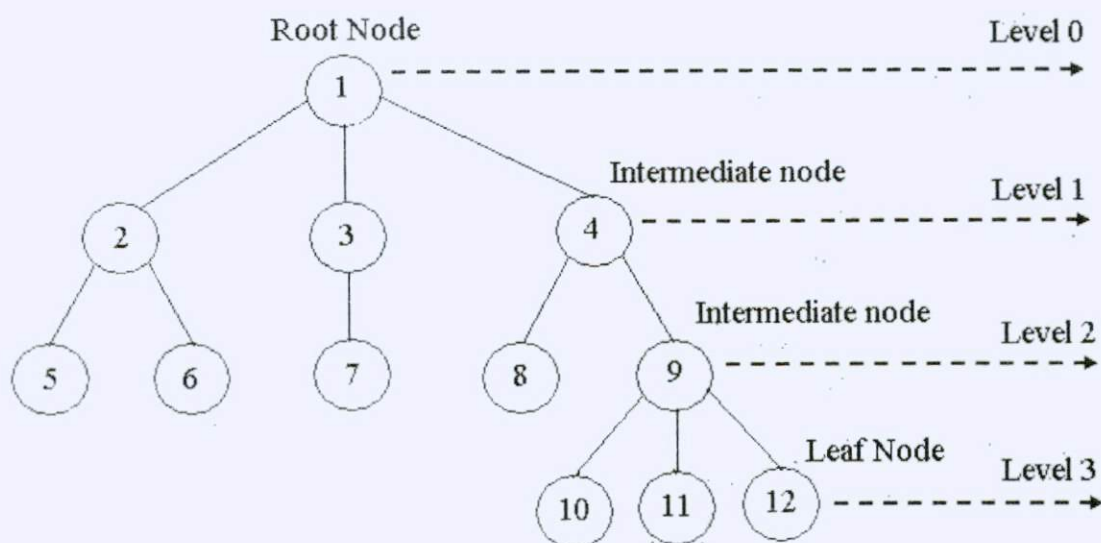 Root Node
Level 0
1
Intermediate node
Level 1
2
3
4
Intermediate node
Level 2
5
6
7
8
9
Leaf Node
Level 3
10
11
12